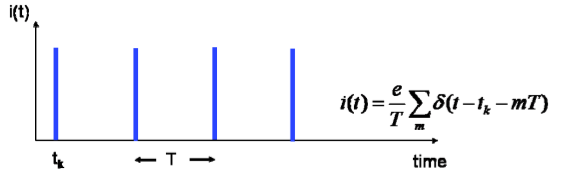 i(t)
i(t) = e/T ∑_m δ(t − t_k − mT)
t_k
T
time